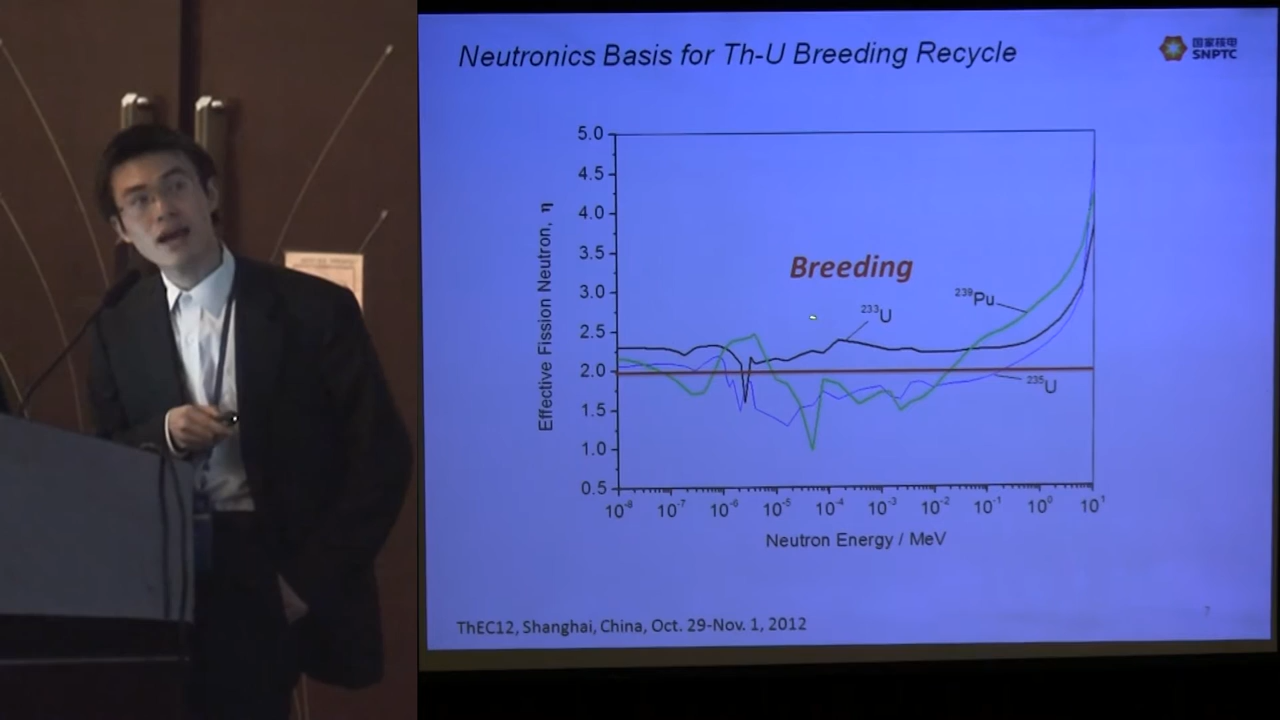 Neutronics Basis for Th-U Breeding Recycle
国家核电
SNPTC
5.0
4.5
4.0
3.5
3.0
2.5
2.0
1.5
1.0
0.5
Effective Fission Neutron, η
Breeding
²³³U
²³⁹Pu
²³⁵U
10⁻⁸ 10⁻⁷ 10⁻⁶ 10⁻⁵ 10⁻⁴ 10⁻³ 10⁻² 10⁻¹ 10⁰ 10¹
Neutron Energy / MeV
7
ThEC12, Shanghai, China, Oct. 29-Nov. 1, 2012